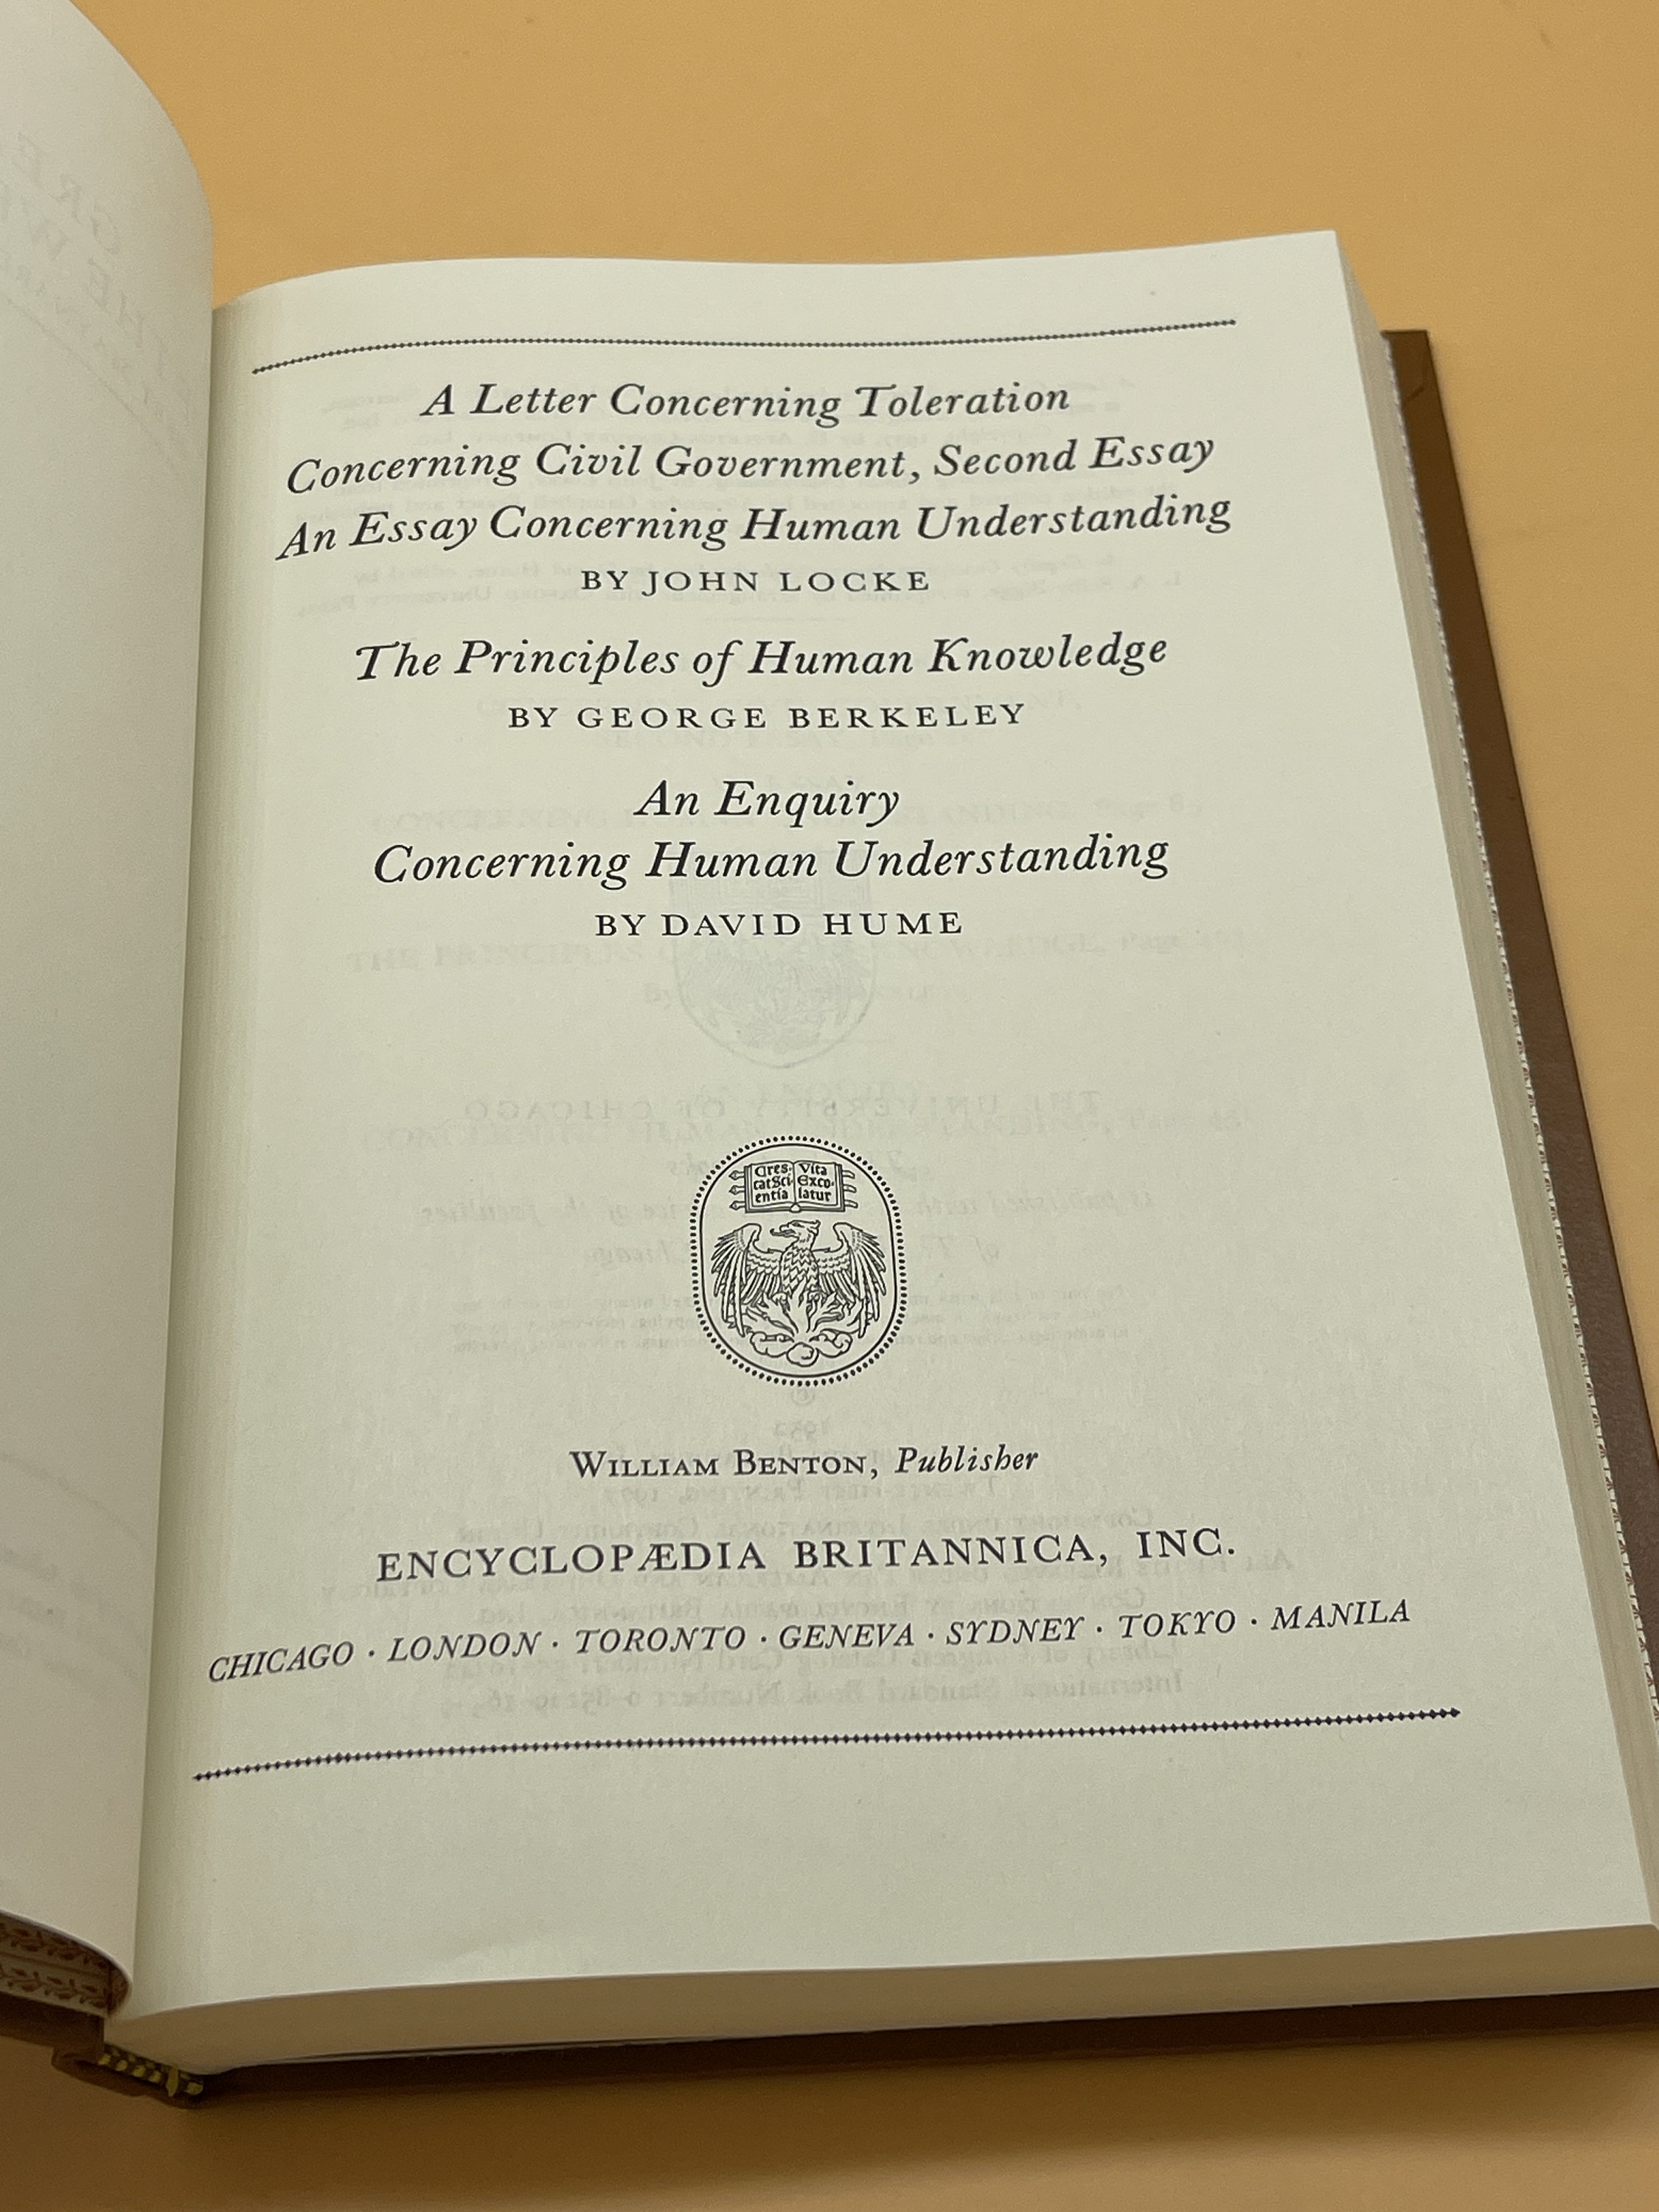 A Letter Concerning Toleration
Concerning Civil Government, Second Essay
An Essay Concerning Human Understanding
BY JOHN LOCKE
The Principles of Human Knowledge
BY GEORGE BERKELEY
An Enquiry
Concerning Human Understanding
BY DAVID HUME
Cres· Vita
cat Sci· Exco·
entia latur
WILLIAM BENTON, Publisher
ENCYCLOPÆDIA BRITANNICA, INC.
CHICAGO · LONDON · TORONTO · GENEVA · SYDNEY · TOKYO · MANILA